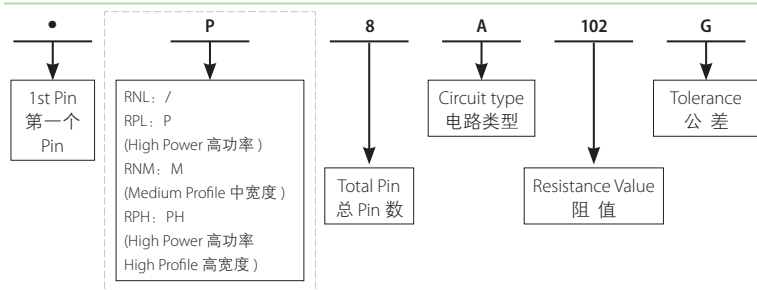 • P 8 A 102 G
1st Pin
第一个
Pin
RNL：/
RPL：P
(High Power 高功率 )
RNM：M
(Medium Profile 中宽度 )
RPH：PH
(High Power 高功率
High Profile 高宽度 )
Total Pin
总 Pin 数
Circuit type
电路类型
Resistance Value
阻 值
Tolerance
公 差